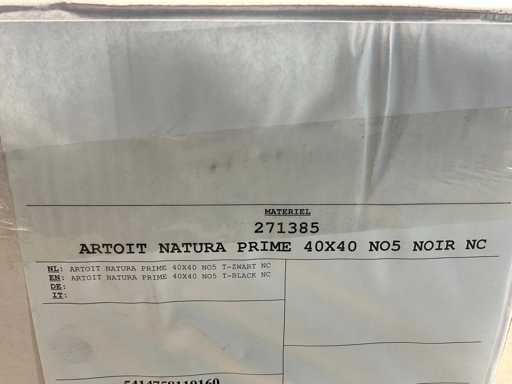 MATERIEL
271385
ARTOIT NATURA PRIME 40X40 NO5 NOIR NC
NL: ARTOIT NATURA PRIME 40X40 NO5 T-ZWART NC
EN: ARTOIT NATURA PRIME 40X40 NO5 T-BLACK NC
DE:
IT: